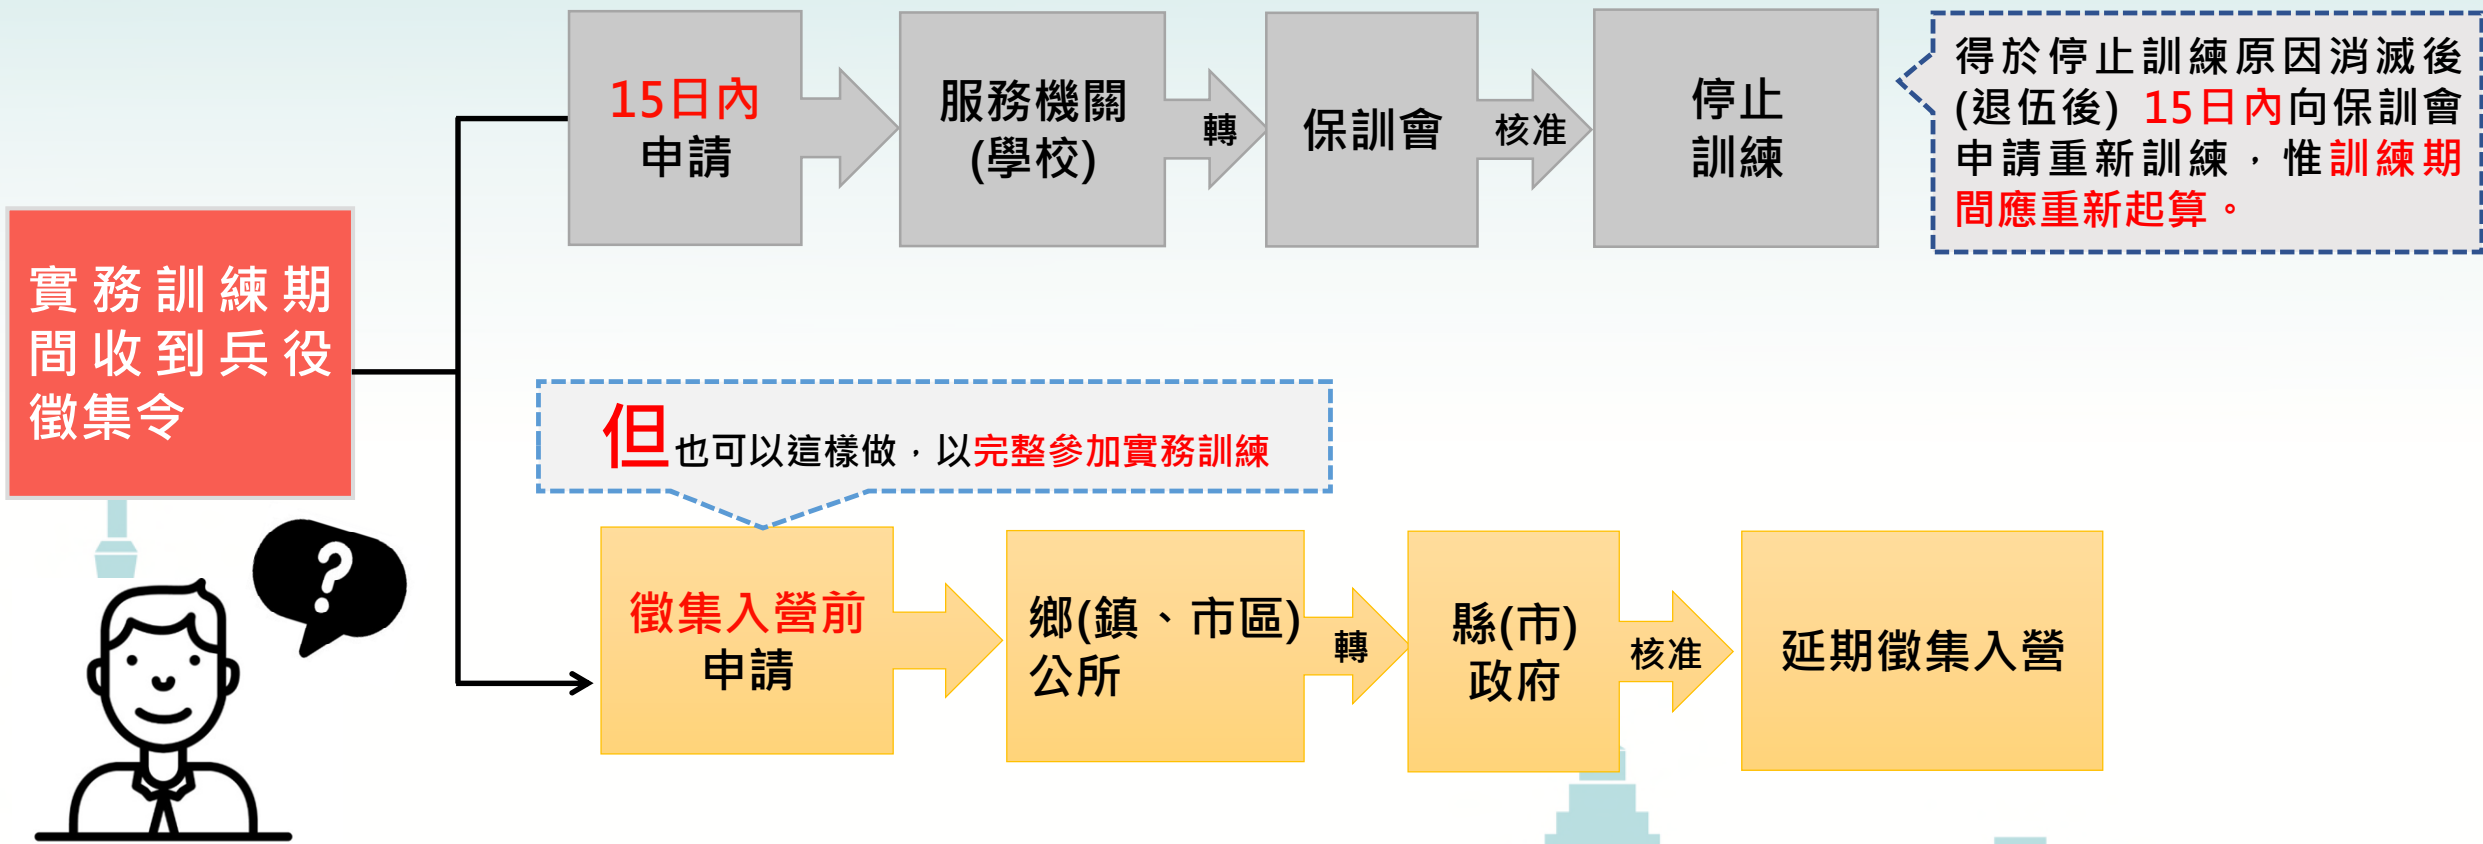 15日內
申請
服務機關
(學校)
轉
保訓會
核准
停止
訓練
得於停止訓練原因消滅後
(退伍後) 15日內向保訓會
申請重新訓練，惟訓練期
間應重新起算。
實務訓練期
間收到兵役
徵集令
但也可以這樣做，以完整參加實務訓練
?
徵集入營前
申請
鄉(鎮、市區)
公所
轉
縣(市)
政府
核准
延期徵集入營